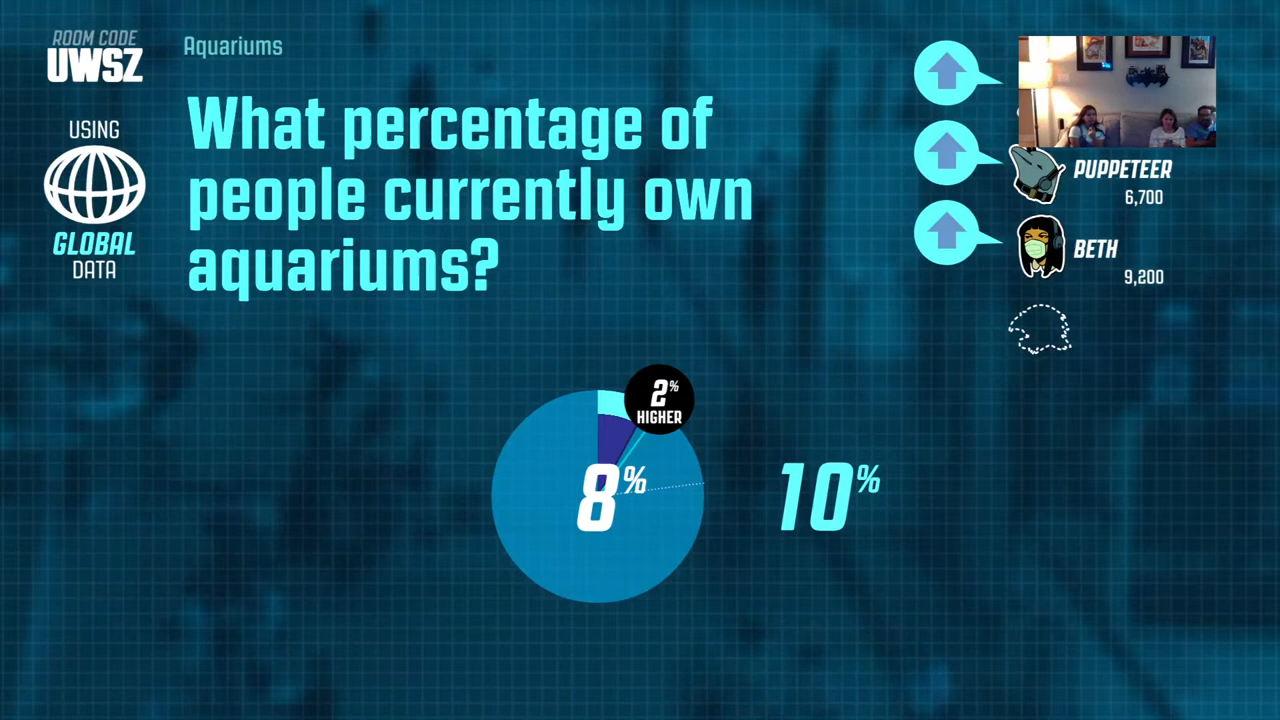 ROOM CODE
UWSZ
Aquariums
USING
GLOBAL
DATA
What percentage of
people currently own
aquariums?
PUPPETEER
6,700
BETH
9,200
2%
HIGHER
8%
10%